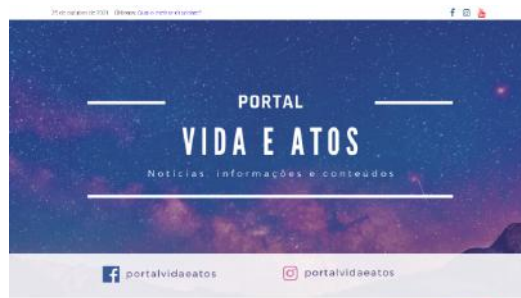 PORTAL
VIDA E ATOS
Notícias, informações e conteúdos
portalvidaeatos
portalvidaeatos